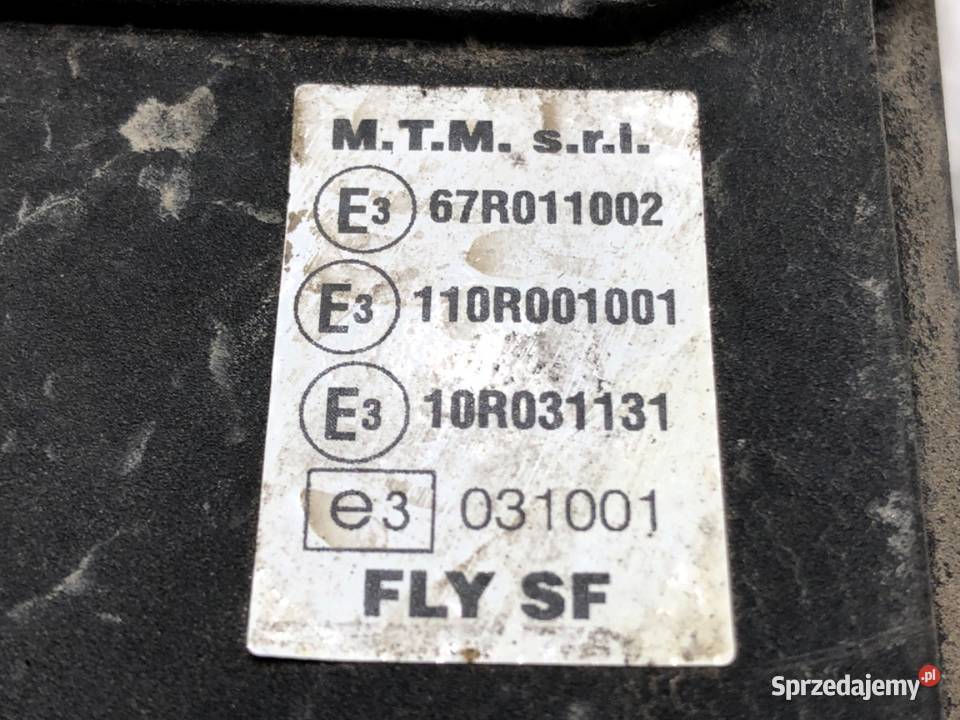 M.T.M. s.r.l.
E3 67R011002
E3 110R001001
E3 10R031131
e3 031001
FLY SF
Sprzedajemy.pl